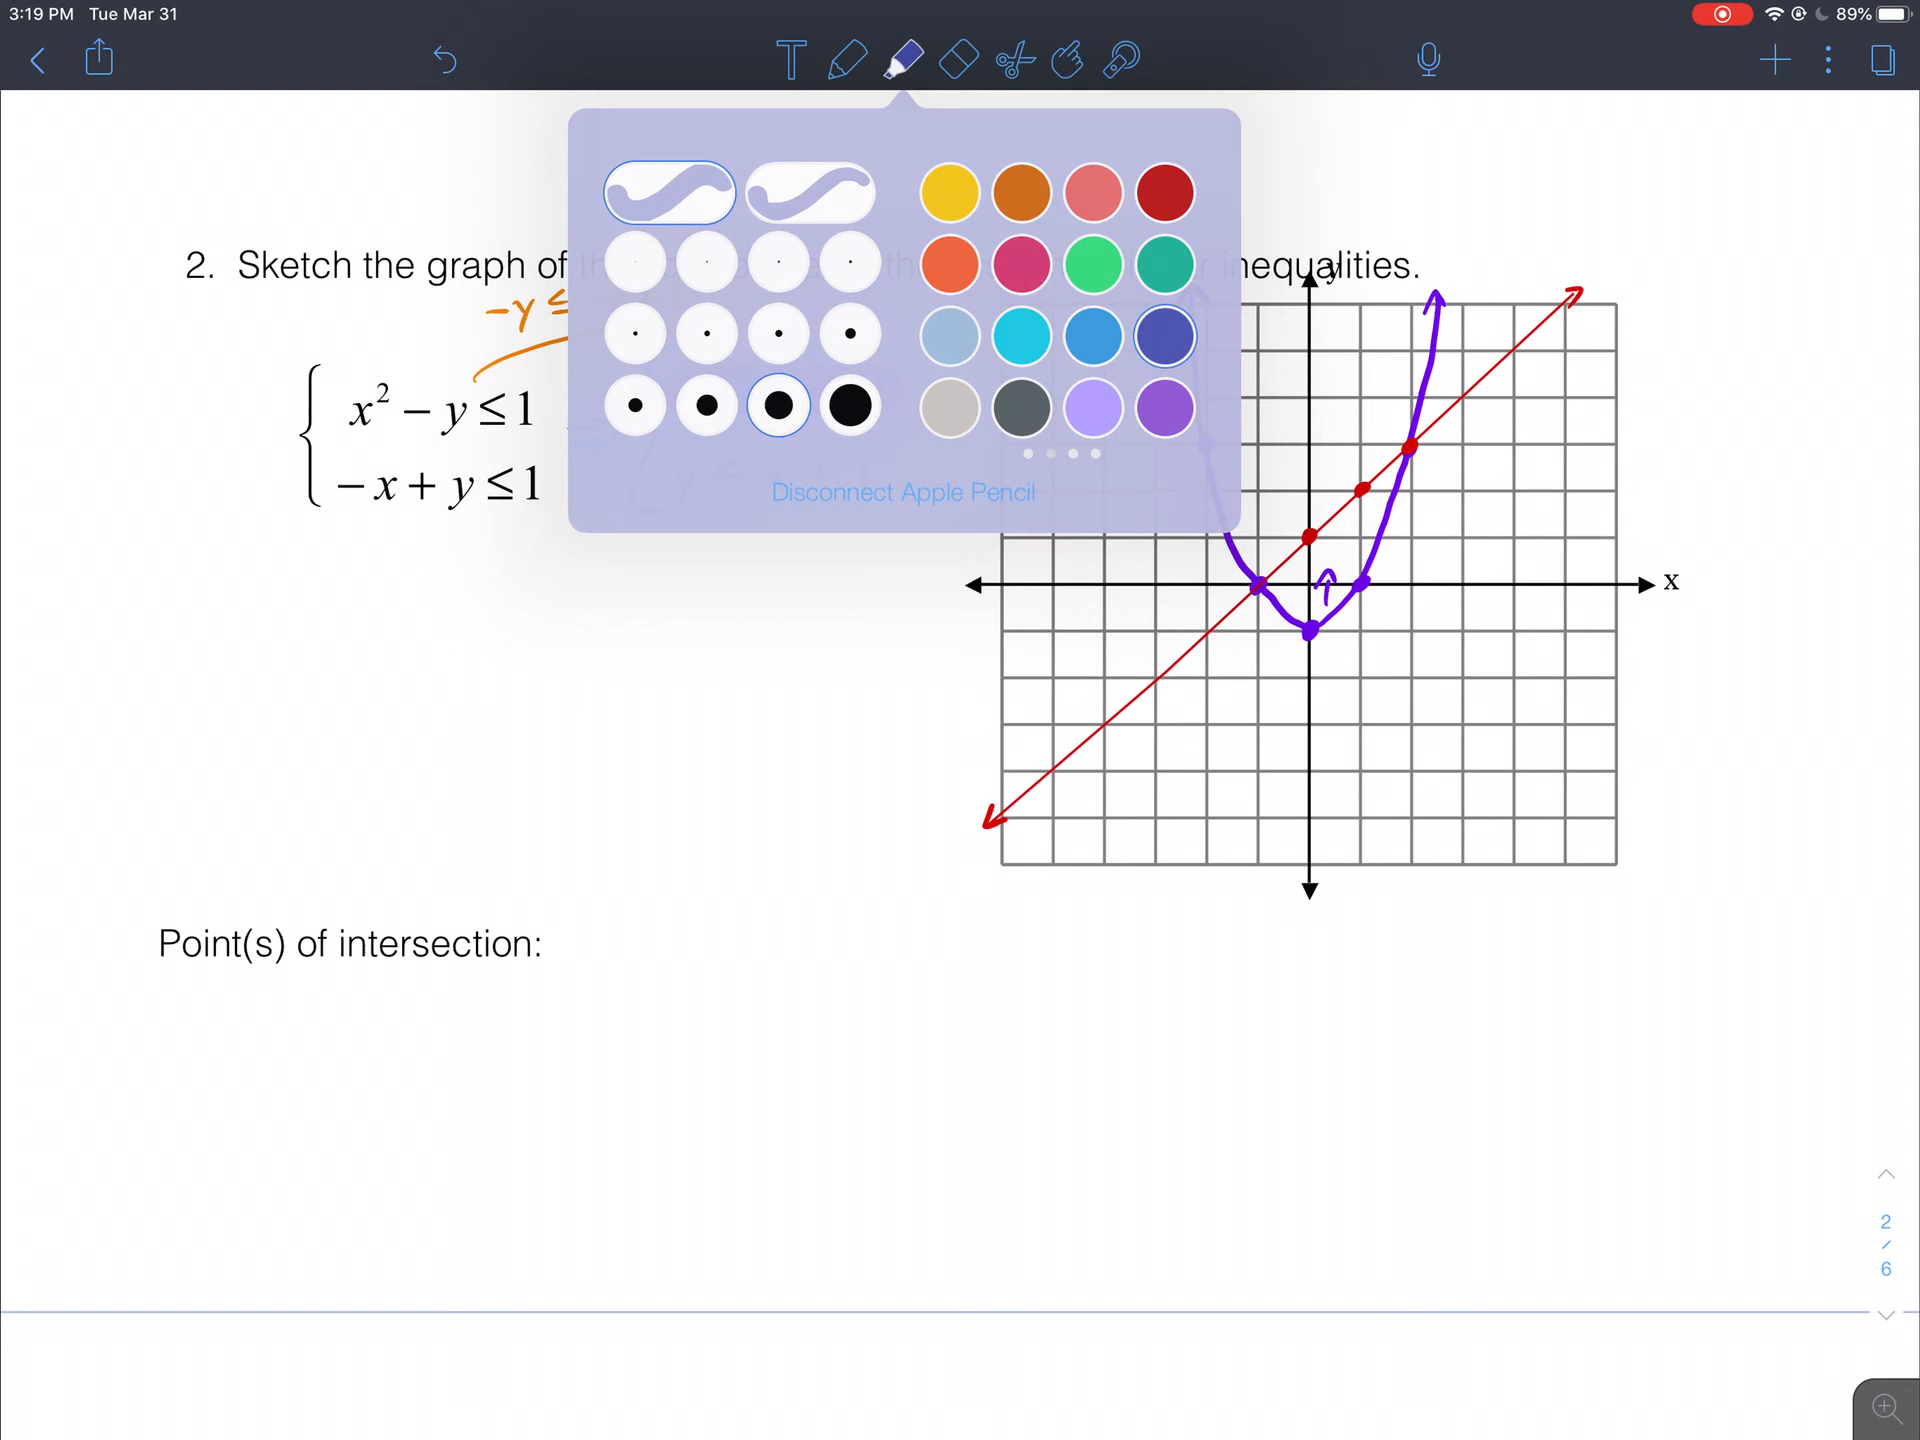 3:19 PM Tue Mar 31
89%
2. Sketch the graph of inequalities.
y
-y ≤
x² − y ≤ 1
− x + y ≤ 1
y ≤
Disconnect Apple Pencil
x
Point(s) of intersection:
2
/
6